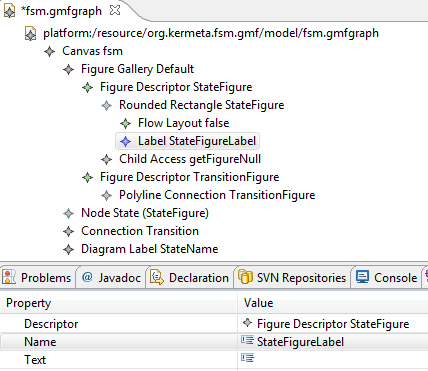 *fsm.gmfgraph
platform:/resource/org.kermeta.fsm.gmf/model/fsm.gmfgraph
Canvas fsm
Figure Gallery Default
Figure Descriptor StateFigure
Rounded Rectangle StateFigure
Flow Layout false
Label StateFigureLabel
Child Access getFigureNull
Figure Descriptor TransitionFigure
Polyline Connection TransitionFigure
Node State (StateFigure)
Connection Transition
Diagram Label StateName
Problems @ Javadoc Declaration SVN Repositories Console
Property Value
Descriptor Figure Descriptor StateFigure
Name StateFigureLabel
Text